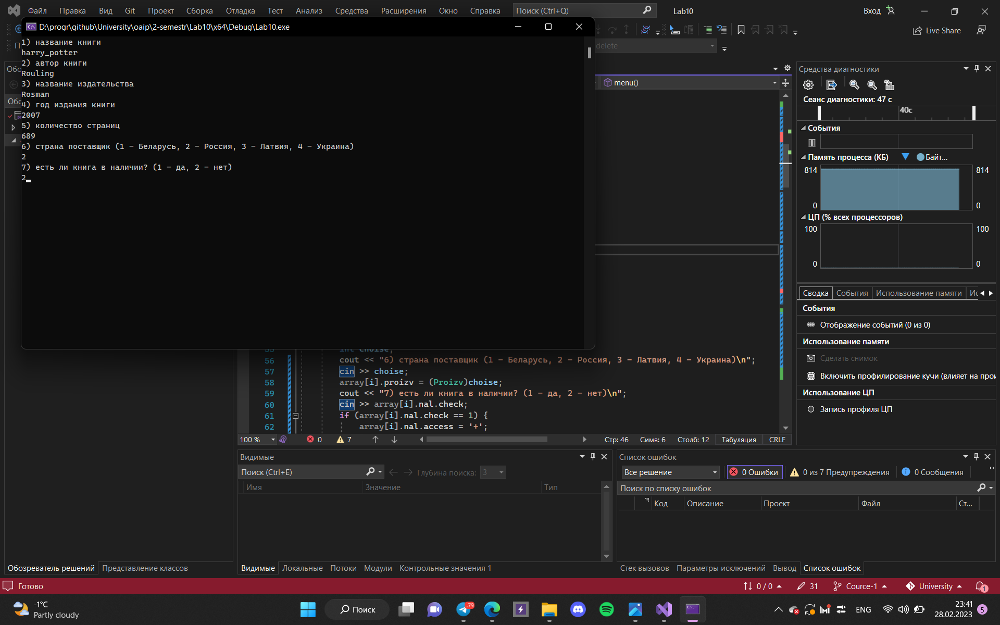 Файл Правка Вид Git Проект Сборка Отладка Тест Анализ Средства Расширения Окно Справка Поиск (Ctrl+Q) Lab10 Вход
Live Share
D:\progr\github\University\oaip\2-semestr\Lab10\x64\Debug\Lab10.exe
1) название книги
harry_potter
2) автор книги
Rouling
3) название издательства
Rosman
4) год издания книги
2007
5) количество страниц
689
6) страна поставщик (1 - Беларусь, 2 - Россия, 3 - Латвия, 4 - Украина)
2
7) есть ли книга в наличии? (1 - да, 2 - нет)
2
delete
menu()
55 int choise;
56 cout << "6) страна поставщик (1 - Беларусь, 2 - Россия, 3 - Латвия, 4 - Украина)\n";
57 cin >> choise;
58 array[i].proizv = (Proizv)choise;
59 cout << "7) есть ли книга в наличии? (1 - да, 2 - нет)\n";
60 cin >> array[i].nal.check;
61 if (array[i].nal.check == 1) {
62 array[i].nal.access = '+';
100 % 0 7 Стр: 46 Симв: 6 Столб: 12 Табуляция CRLF
Средства диагностики
Сеанс диагностики: 47 с
40с
События
Память процесса (КБ) Байт...
814 814
0 0
ЦП (% всех процессоров)
100 100
0 0
Сводка События Использование памяти Ис
События
Отображение событий (0 из 0)
Использование памяти
Сделать снимок
Включить профилирование кучи (влияет на прои
Использование ЦП
Запись профиля ЦП
Видимые
Поиск (Ctrl+E) Глубина поиска: 3
Имя Значение Тип
Список ошибок
Все решение 0 Ошибки 0 из 7 Предупреждения 0 Сообщения
Поиск по списку ошибок
Код Описание Проект Файл Ст...
Обозреватель решений Представление классов
Видимые Локальные Потоки Модули Контрольные значения 1
Стек вызовов Параметры исключений Вывод Список ошибок
Готово 0 / 0 31 Cource-1 University 1
-1°C
Partly cloudy
Поиск
ENG
23:41
28.02.2023
5